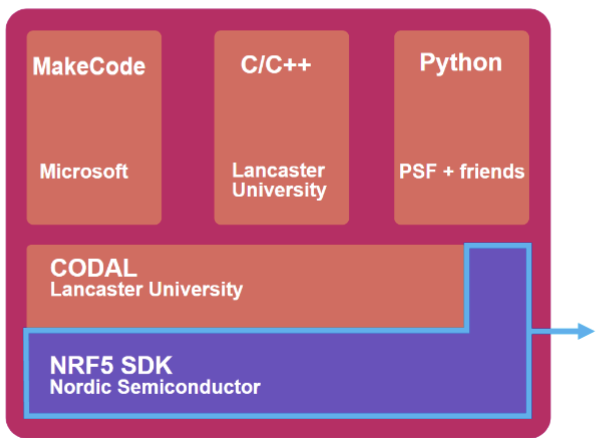 MakeCode
Microsoft
C/C++
Lancaster
University
Python
PSF + friends
CODAL
Lancaster University
NRF5 SDK
Nordic Semiconductor